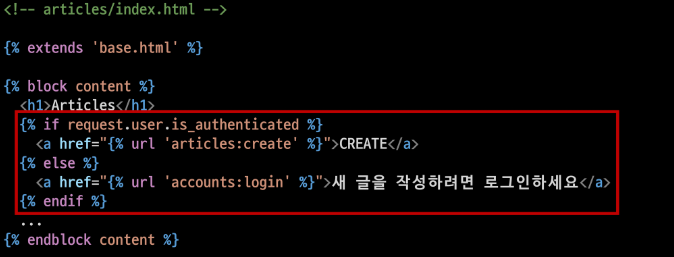 <!-- articles/index.html -->
{% extends 'base.html' %}
{% block content %}
<h1>Articles</h1>
{% if request.user.is_authenticated %}
<a href="{% url 'articles:create' %}">CREATE</a>
{% else %}
<a href="{% url 'accounts:login' %}">새 글을 작성하려면 로그인하세요</a>
{% endif %}
...
{% endblock content %}